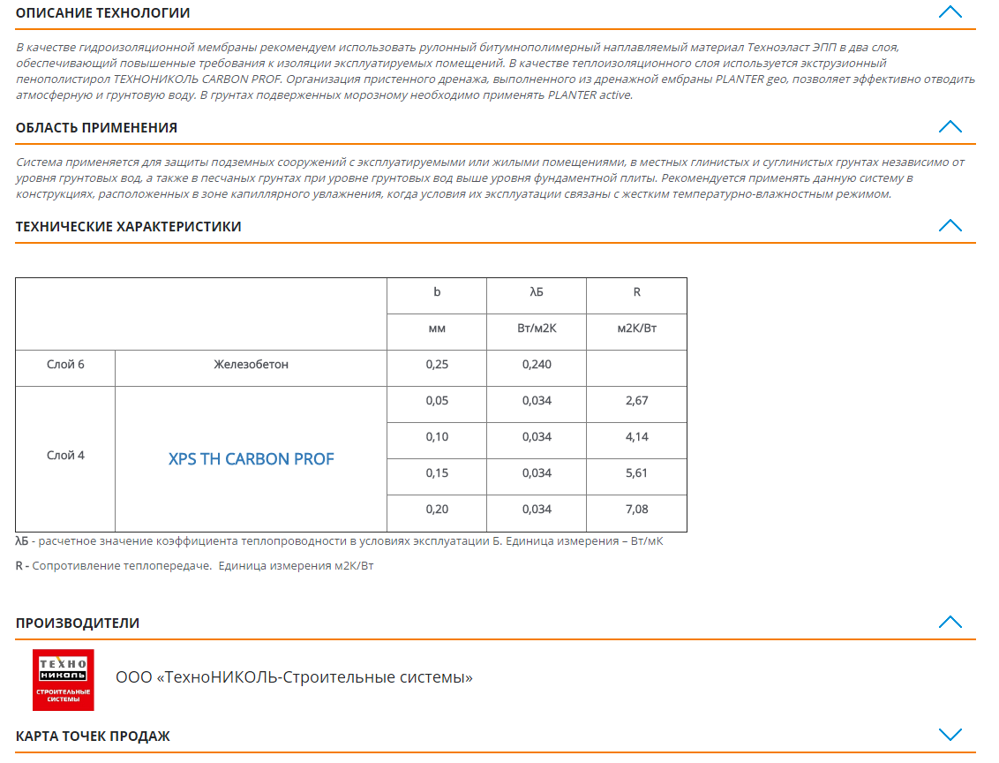 ОПИСАНИЕ ТЕХНОЛОГИИ
В качестве гидроизоляционной мембраны рекомендуем использовать рулонный битумнополимерный наплавляемый материал Техноэласт ЭПП в два слоя,
обеспечивающий повышенные требования к изоляции эксплуатируемых помещений. В качестве теплоизоляционного слоя используется экструзионный
пенополистирол ТЕХНОНИКОЛЬ CARBON PROF. Организация пристенного дренажа, выполненного из дренажной ембраны PLANTER geo, позволяет эффективно отводить
атмосферную и грунтовую воду. В грунтах подверженных морозному необходимо применять PLANTER active.
ОБЛАСТЬ ПРИМЕНЕНИЯ
Система применяется для защиты подземных сооружений с эксплуатируемыми или жилыми помещениями, в местных глинистых и суглинистых грунтах независимо от
уровня грунтовых вод, а также в песчаных грунтах при уровне грунтовых вод выше уровня фундаментной плиты. Рекомендуется применять данную систему в
конструкциях, расположенных в зоне капиллярного увлажнения, когда условия их эксплуатации связаны с жестким температурно-влажностным режимом.
ТЕХНИЧЕСКИЕ ХАРАКТЕРИСТИКИ
b λБ R
мм Вт/м2К м2К/Вт
Слой 6 Железобетон 0,25 0,240
0,05 0,034 2,67
0,10 0,034 4,14
Слой 4 XPS ТН CARBON PROF
0,15 0,034 5,61
0,20 0,034 7,08
λБ - расчетное значение коэффициента теплопроводности в условиях эксплуатации Б. Единица измерения – Вт/мК
R - Сопротивление теплопередаче. Единица измерения м2К/Вт
ПРОИЗВОДИТЕЛИ
ТЕХНО
НИКОЛЬ
СТРОИТЕЛЬНЫЕ
СИСТЕМЫ
ООО «ТехноНИКОЛЬ-Строительные системы»
КАРТА ТОЧЕК ПРОДАЖ